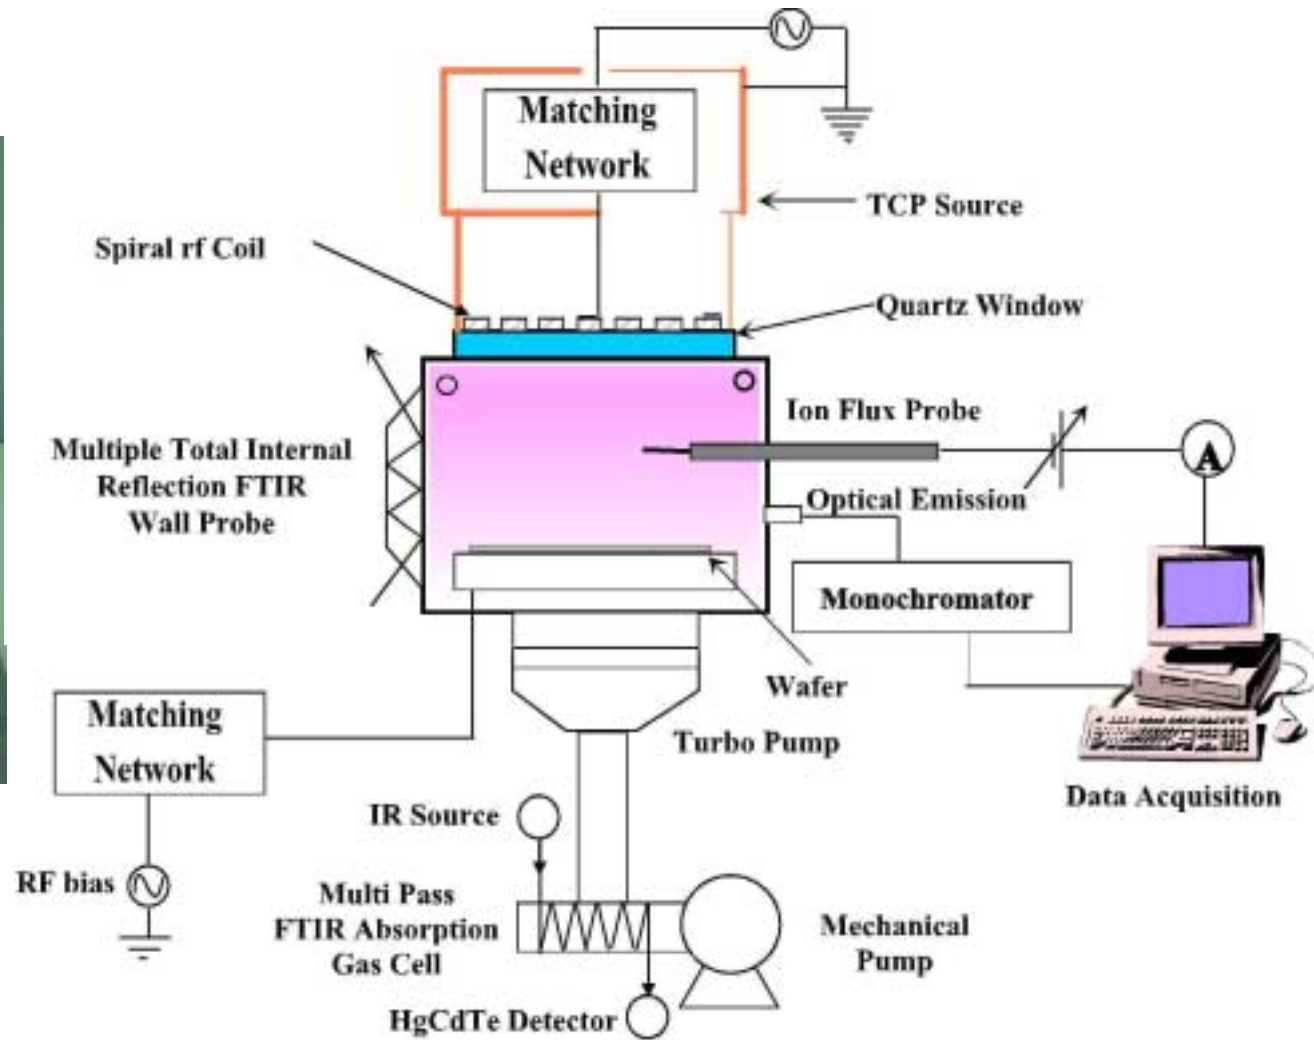 Matching
Network
TCP Source
Spiral rf Coil
Quartz Window
Ion Flux Probe
Multiple Total Internal
Reflection FTIR
Wall Probe
A
Optical Emission
Monochromator
Wafer
Matching
Network
Turbo Pump
Data Acquisition
IR Source
RF bias
Multi Pass
FTIR Absorption
Gas Cell
Mechanical
Pump
HgCdTe Detector